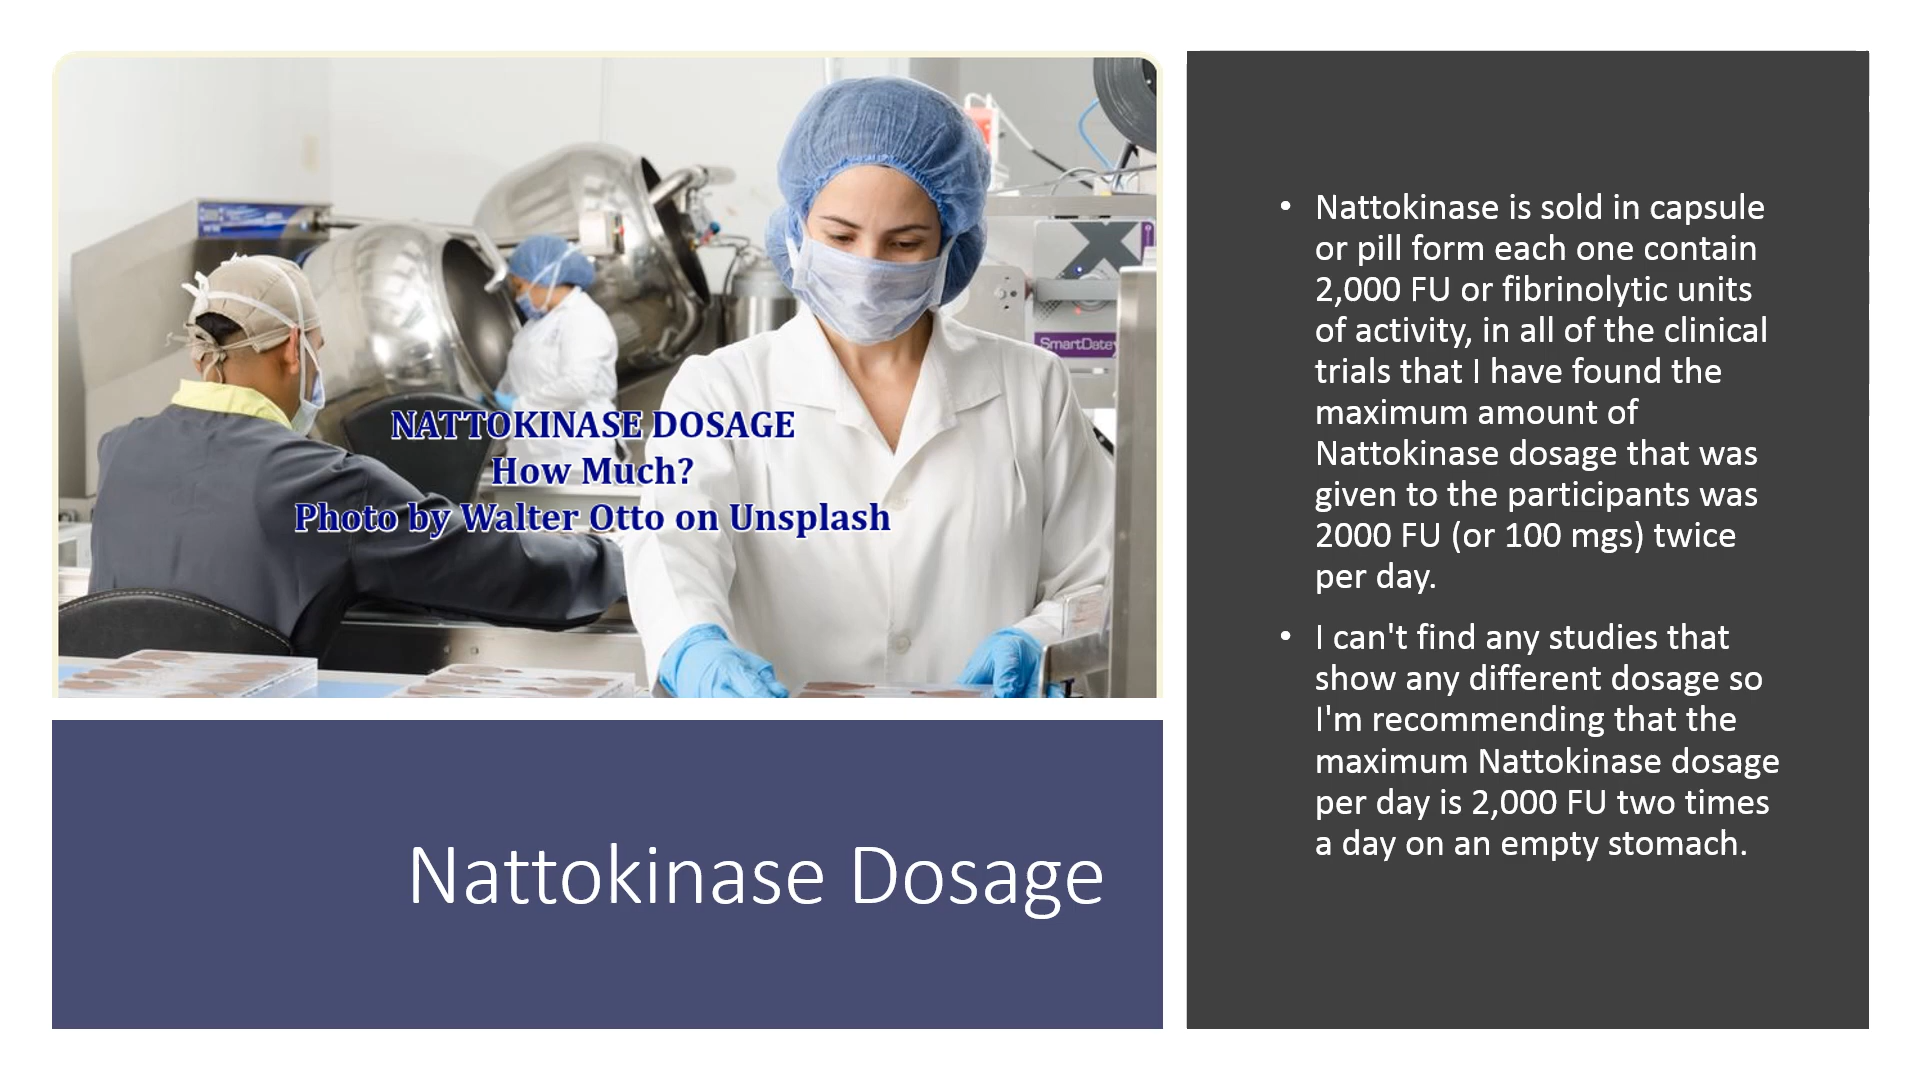 SmartDate
NATTOKINASE DOSAGE
How Much?
Photo by Walter Otto on Unsplash
Nattokinase Dosage
• Nattokinase is sold in capsule
or pill form each one contain
2,000 FU or fibrinolytic units
of activity, in all of the clinical
trials that I have found the
maximum amount of
Nattokinase dosage that was
given to the participants was
2000 FU (or 100 mgs) twice
per day.
• I can't find any studies that
show any different dosage so
I'm recommending that the
maximum Nattokinase dosage
per day is 2,000 FU two times
a day on an empty stomach.